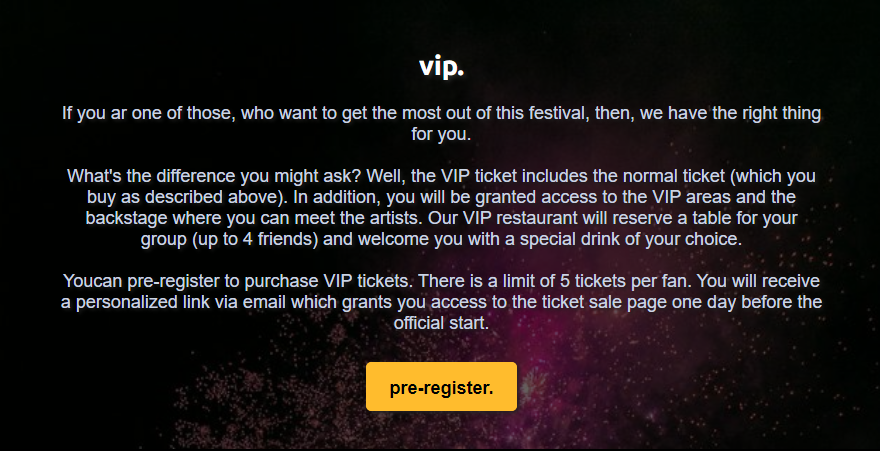 vip.
If you ar one of those, who want to get the most out of this festival, then, we have the right thing
for you.
What's the difference you might ask? Well, the VIP ticket includes the normal ticket (which you
buy as described above). In addition, you will be granted access to the VIP areas and the
backstage where you can meet the artists. Our VIP restaurant will reserve a table for your
group (up to 4 friends) and welcome you with a special drink of your choice.
Youcan pre-register to purchase VIP tickets. There is a limit of 5 tickets per fan. You will receive
a personalized link via email which grants you access to the ticket sale page one day before the
official start.
pre-register.